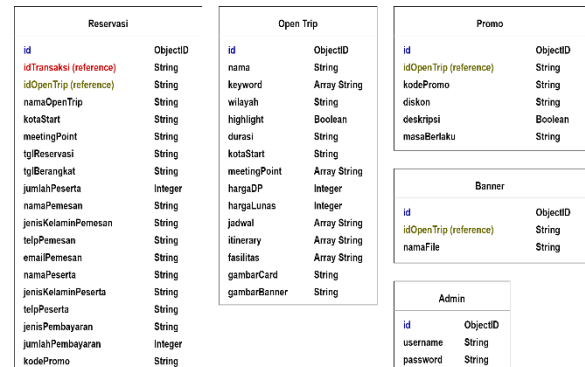 Reservasi
id ObjectID
idTransaksi (reference) String
idOpenTrip (reference) String
namaOpenTrip String
kotaStart String
meetingPoint String
tglReservasi String
tglBerangkat String
jumlahPeserta Integer
namaPemesan String
jenisKelaminPemesan String
telpPemesan String
emailPemesan String
namaPeserta String
jenisKelaminPeserta String
telpPeserta String
jenisPembayaran String
jumlahPembayaran Integer
kodePromo String
Open Trip
id ObjectID
nama String
keyword Array String
wilayah String
highlight Boolean
durasi String
kotaStart String
meetingPoint Array String
hargaDP Integer
hargaLunas Integer
jadwal Array String
itinerary Array String
fasilitas Array String
gambarCard String
gambarBanner String
Promo
id ObjectID
idOpenTrip (reference) String
kodePromo String
diskon String
deskripsi Boolean
masaBerlaku String
Banner
id ObjectID
idOpenTrip (reference) String
namaFile String
Admin
id ObjectID
username String
password String